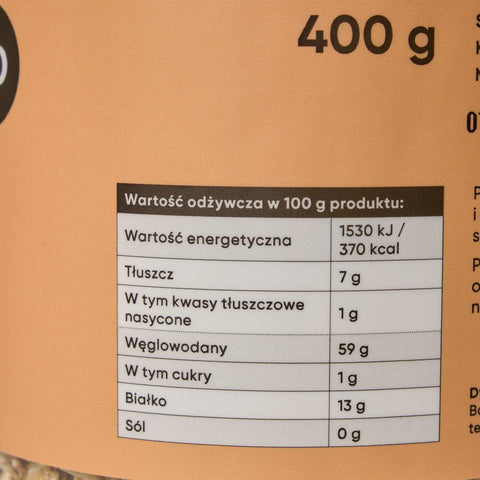 400 g
Wartość odżywcza w 100 g produktu:
Wartość energetyczna 1530 kJ /
370 kcal
Tłuszcz 7 g
W tym kwasy tłuszczowe
nasycone 1 g
Węglowodany 59 g
W tym cukry 1 g
Białko 13 g
Sól 0 g